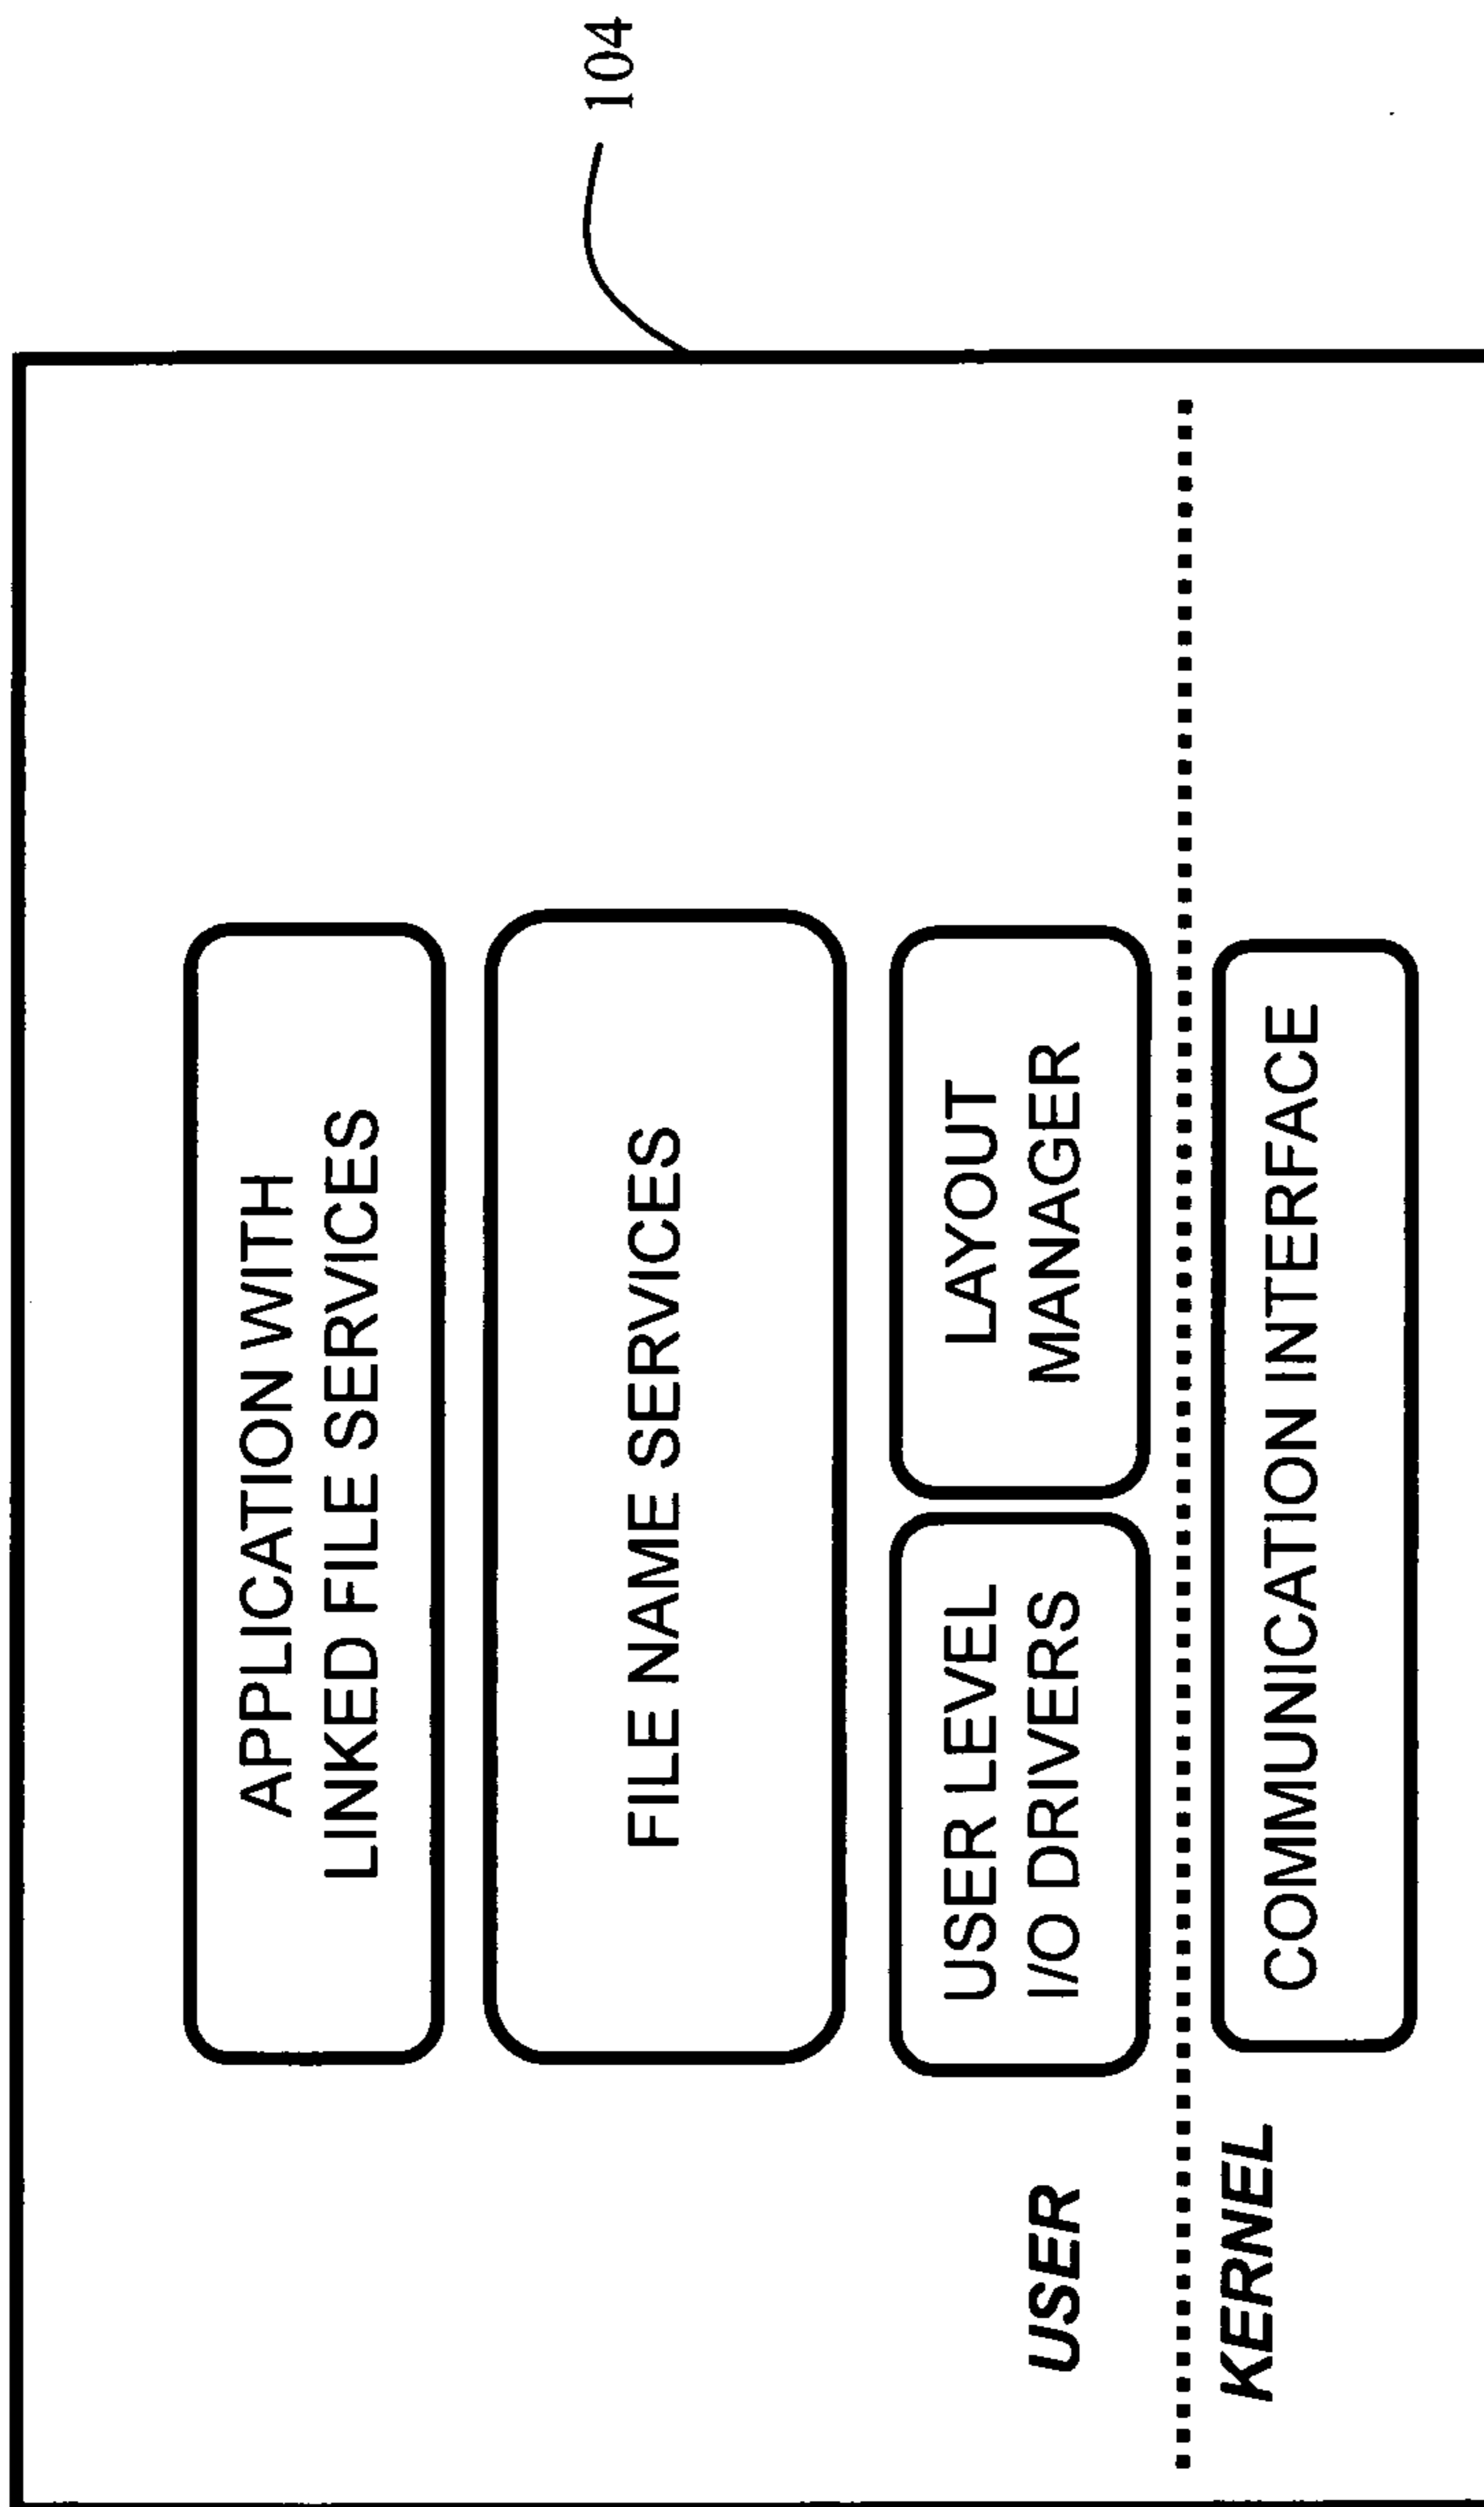 104
APPLICATION WITH
LINKED FILE SERVICES
FILE NAME SERVICES
USER LEVEL
I/O DRIVERS
LAYOUT
MANAGER
USER
KERNEL
COMMUNICATION INTERFACE